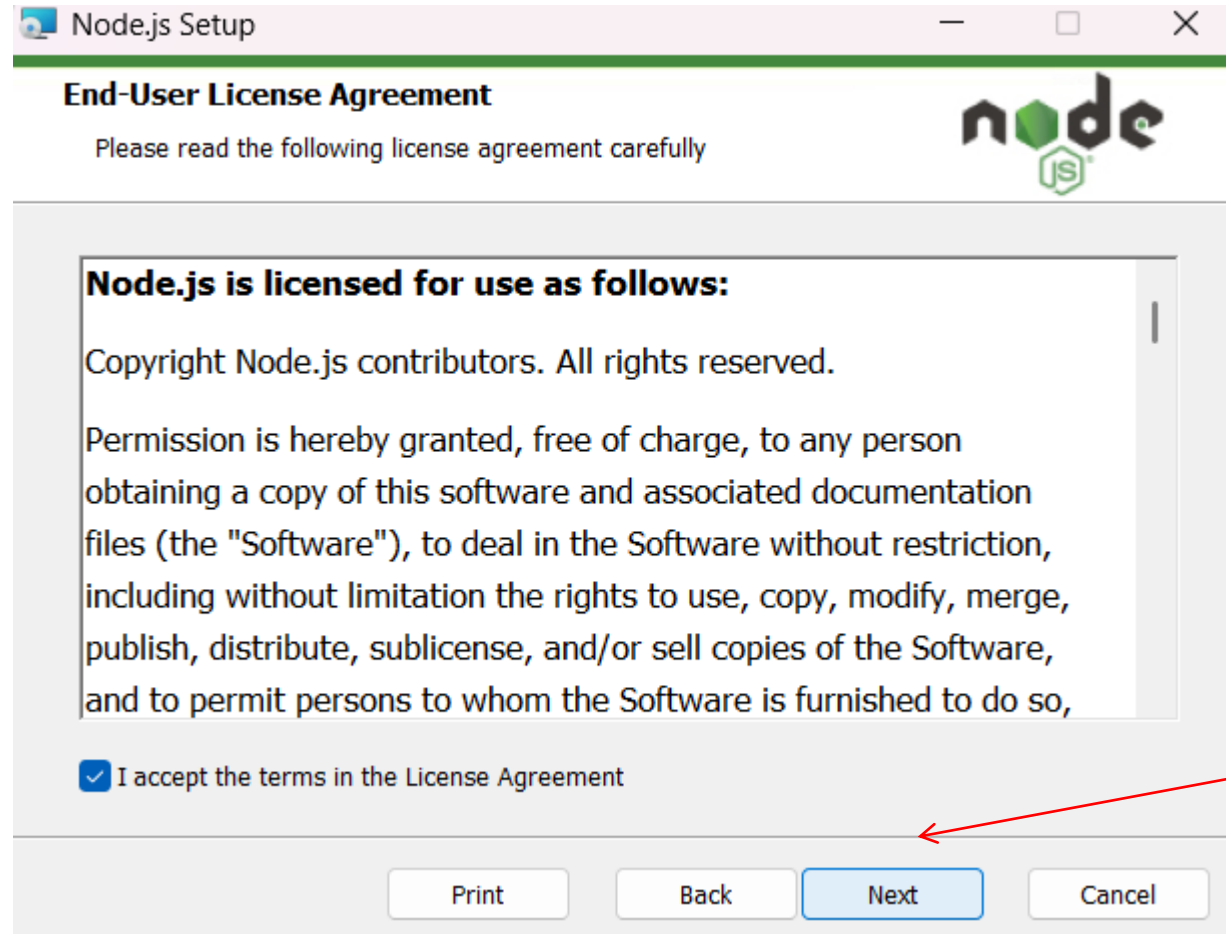 Node.js Setup
End-User License Agreement
Please read the following license agreement carefully
node
JS
Node.js is licensed for use as follows:
Copyright Node.js contributors. All rights reserved.
Permission is hereby granted, free of charge, to any person
obtaining a copy of this software and associated documentation
files (the "Software"), to deal in the Software without restriction,
including without limitation the rights to use, copy, modify, merge,
publish, distribute, sublicense, and/or sell copies of the Software,
and to permit persons to whom the Software is furnished to do so,
I accept the terms in the License Agreement
Print Back Next Cancel